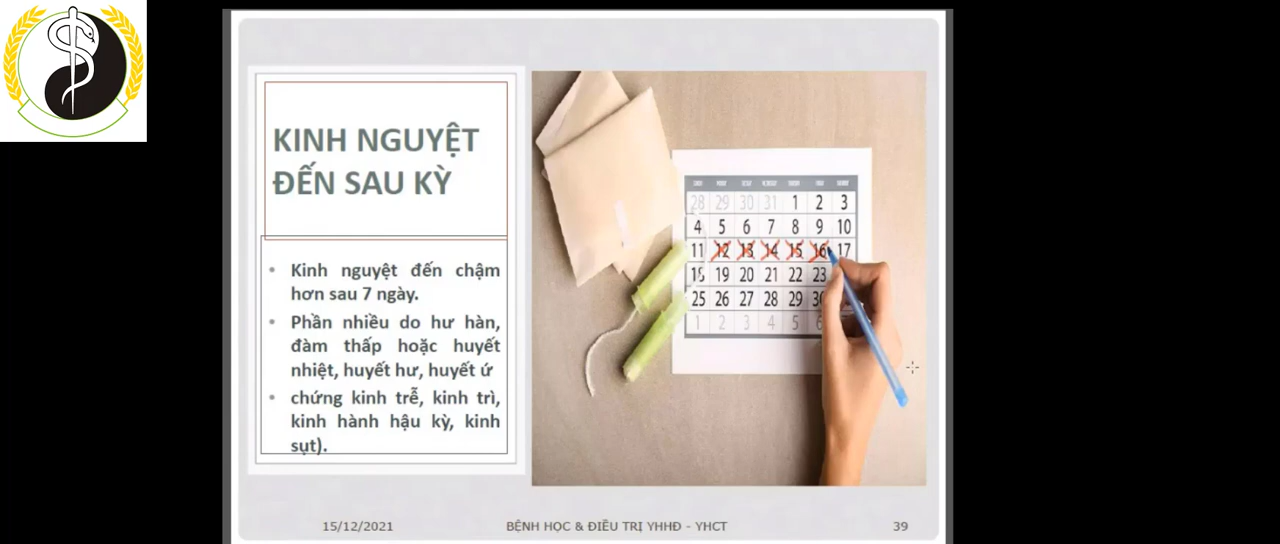 KINH NGUYỆT
ĐẾN SAU KỲ
• Kinh nguyệt đến chậm
hơn sau 7 ngày.
• Phần nhiều do hư hàn,
đàm thấp hoặc huyết
nhiệt, huyết hư, huyết ứ
• chứng kinh trễ, kinh trì,
kinh hành hậu kỳ, kinh
sụt).
28 29 30 31 1 2 3
4 5 6 7 8 9 10
11 12 13 14 15 16 17
19 20 21 22 23
25 26 27 28 29
1 2 3 4 5
15/12/2021 BỆNH HỌC & ĐIỀU TRỊ YHHĐ - YHCT 39